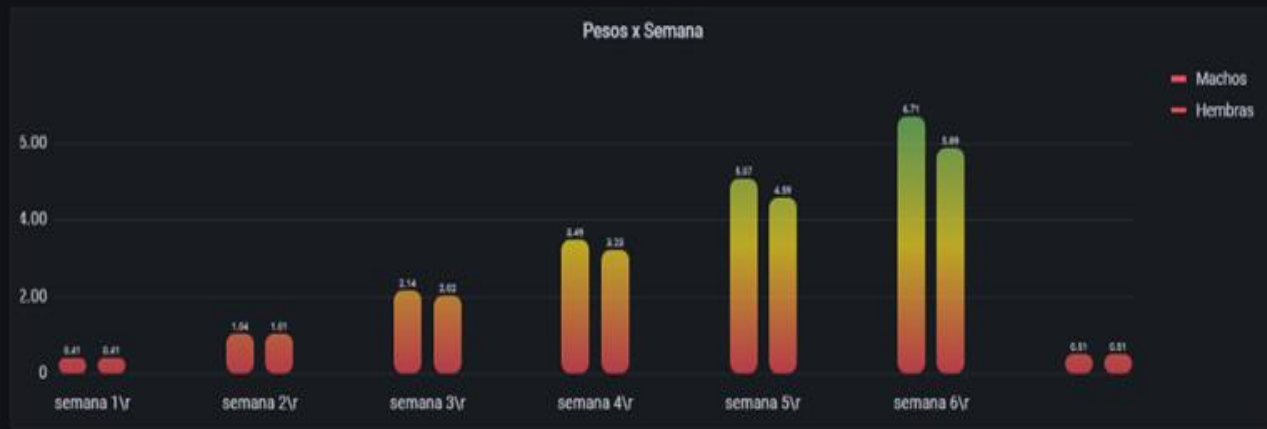 Pesos x Semana
Machos
Hembras
6.00
4.00
2.00
0
0.41 0.41
1.04 1.01
2.14 2.02
3.49 3.23
5.07 4.59
6.71 5.89
0.51 0.51
semana 1\r semana 2\r semana 3\r semana 4\r semana 5\r semana 6\r